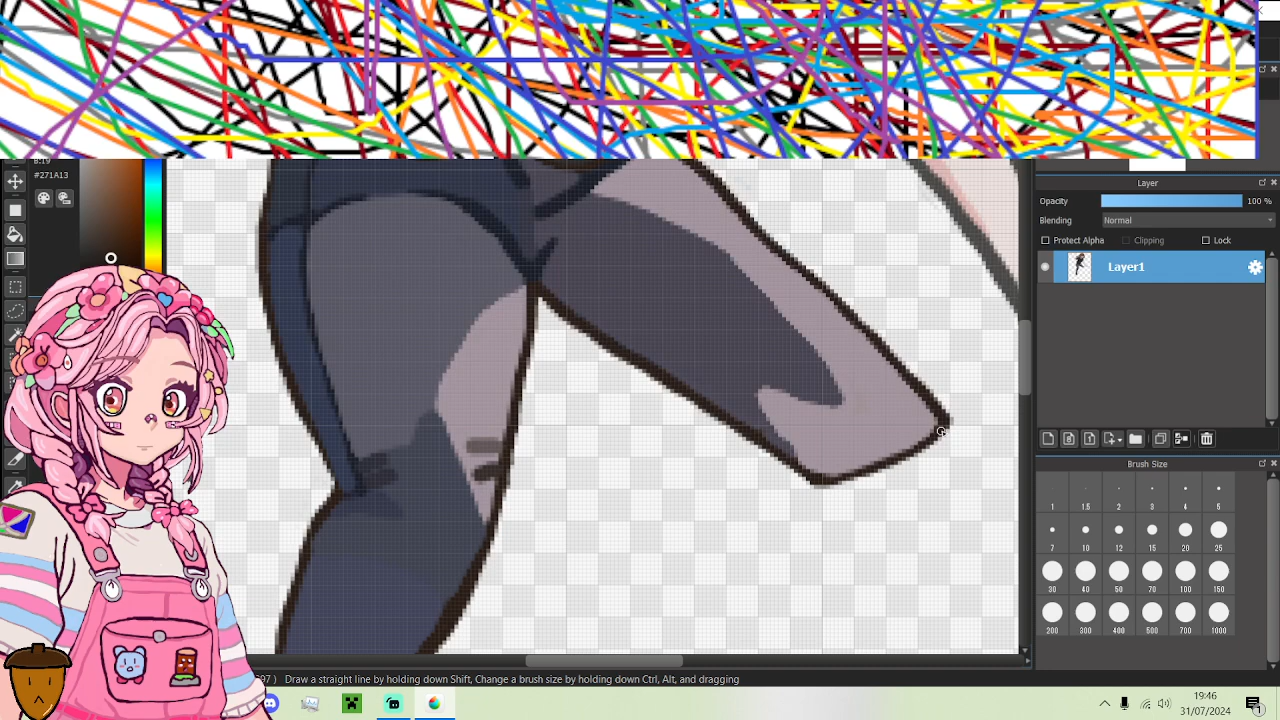 #271A13
Layer
Opacity 100 %
Blending Normal
Protect Alpha Clipping Lock
Layer1
Brush Size
1 1.5 2 3 4 5
7 10 12 15 20 25
30 40 50 70 100 150
200 300 400 500 700 1000
Draw a straight line by holding down Shift, Change a brush size by holding down Ctrl, Alt, and dragging
19:46
31/07/2024